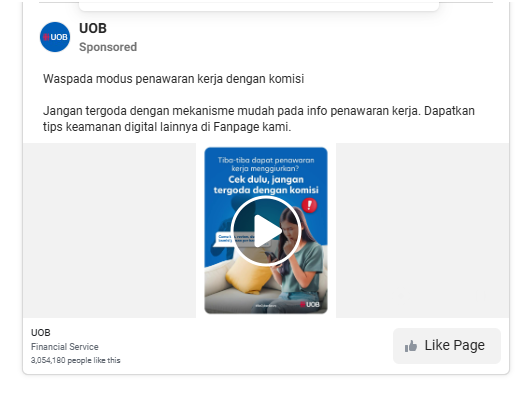 UOB
UOB
Sponsored
Waspada modus penawaran kerja dengan komisi
Jangan tergoda dengan mekanisme mudah pada info penawaran kerja. Dapatkan
tips keamanan digital lainnya di Fanpage kami.
Tiba-tiba dapat penawaran
kerja menggiurkan?
Cek dulu, jangan
tergoda dengan komisi
!
UOB
UOB
Financial Service
3,054,180 people like this
Like Page